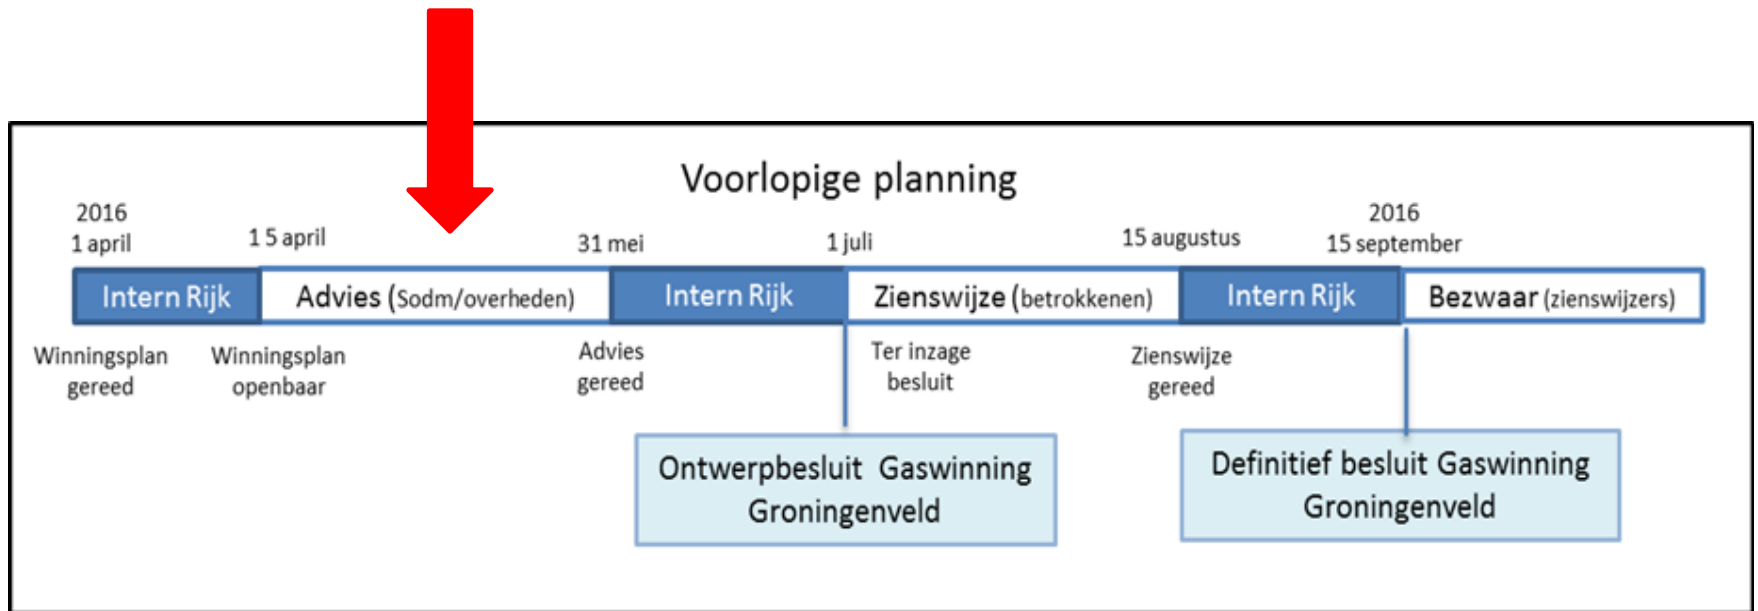 Voorlopige planning
2016
1 april
1 5 april
31 mei
1 juli
15 augustus
2016
15 september
Intern Rijk
Advies (Sodm/overheden)
Intern Rijk
Zienswijze (betrokkenen)
Intern Rijk
Bezwaar (zienswijzers)
Winningsplan
gereed
Winningsplan
openbaar
Advies
gereed
Ter inzage
besluit
Zienswijze
gereed
Ontwerpbesluit Gaswinning
Groningenveld
Definitief besluit Gaswinning
Groningenveld